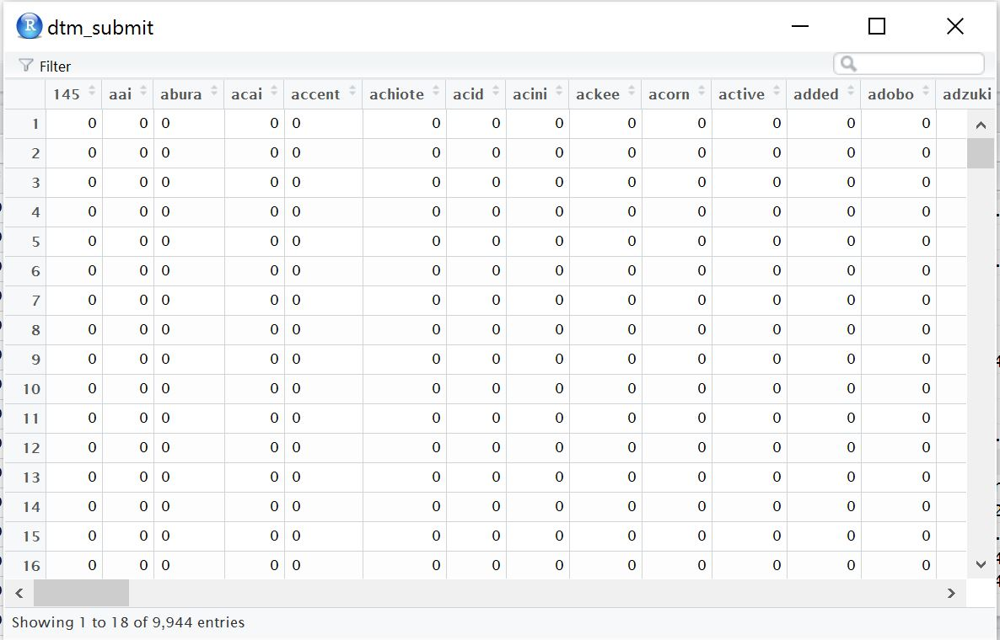 R dtm_submit
Filter
145 aai abura acai accent achiote acid acini ackee acorn active added adobo adzuki
1 0 0 0 0 0 0 0 0 0 0 0 0 0
2 0 0 0 0 0 0 0 0 0 0 0 0 0
3 0 0 0 0 0 0 0 0 0 0 0 0 0
4 0 0 0 0 0 0 0 0 0 0 0 0 0
5 0 0 0 0 0 0 0 0 0 0 0 0 0
6 0 0 0 0 0 0 0 0 0 0 0 0 0
7 0 0 0 0 0 0 0 0 0 0 0 0 0
8 0 0 0 0 0 0 0 0 0 0 0 0 0
9 0 0 0 0 0 0 0 0 0 0 0 0 0
10 0 0 0 0 0 0 0 0 0 0 0 0 0
11 0 0 0 0 0 0 0 0 0 0 0 0 0
12 0 0 0 0 0 0 0 0 0 0 0 0 0
13 0 0 0 0 0 0 0 0 0 0 0 0 0
14 0 0 0 0 0 0 0 0 0 0 0 0 0
15 0 0 0 0 0 0 0 0 0 0 0 0 0
16 0 0 0 0 0 0 0 0 0 0 0 0 0
Showing 1 to 18 of 9,944 entries